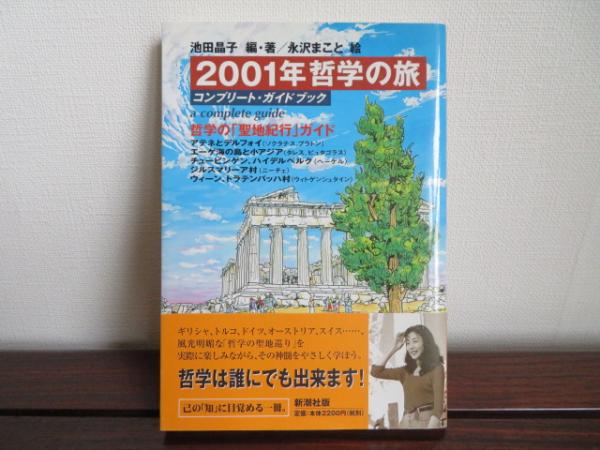 池田晶子 編・著／永沢まこと 絵
2001年哲学の旅
コンプリート・ガイドブック
a complete guide
哲学の「聖地紀行」ガイド
アテネとデルフォイ（ソクラテス、プラトン）
エーゲ海の島と小アジア（タレス、ピュタゴラス）
チュービンゲン、ハイデルベルク（ヘーゲル）
ジルスマリーア村（ニーチェ）
ウィーン、トラテンバッハ村（ウィトゲンシュタイン）
ギリシャ、トルコ、ドイツ、オーストリア、スイス……、
風光明媚な「哲学の聖地巡り」を
実際に楽しみながら、その神髄をやさしく学ぼう。
哲学は誰にでも出来ます！
己の「知」に目覚める一冊。
新潮社版
定価：本体2200円（税別）